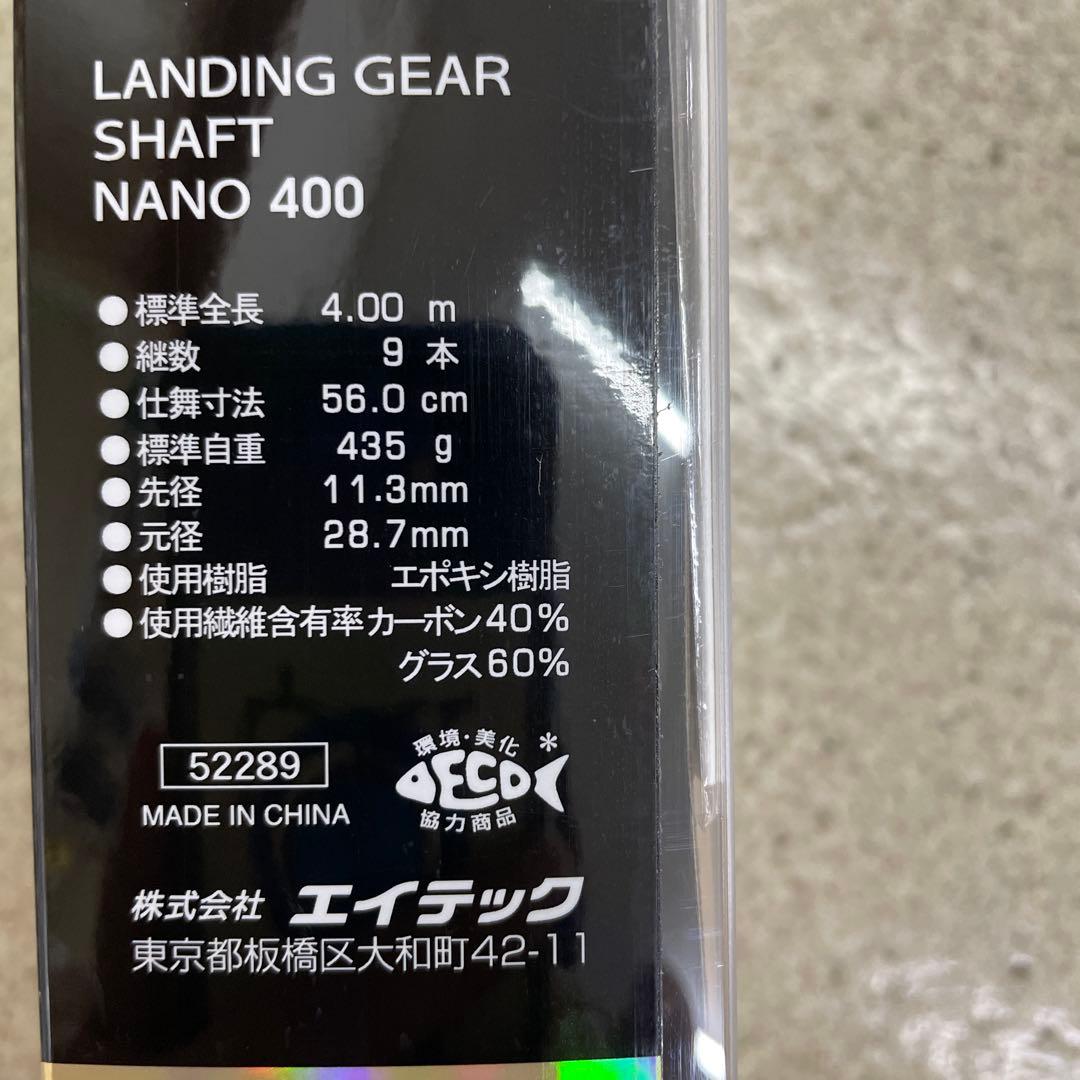 LANDING GEAR
SHAFT
NANO 400
●標準全長 4.00 m
●継数 9 本
●仕舞寸法 56.0 cm
●標準自重 435 g
●先径 11.3mm
●元径 28.7mm
●使用樹脂 エポキシ樹脂
●使用繊維含有率カーボン40%
グラス60%
環境・美化*
ECO
協力商品
52289
MADE IN CHINA
株式会社 エイテック
東京都板橋区大和町42-11